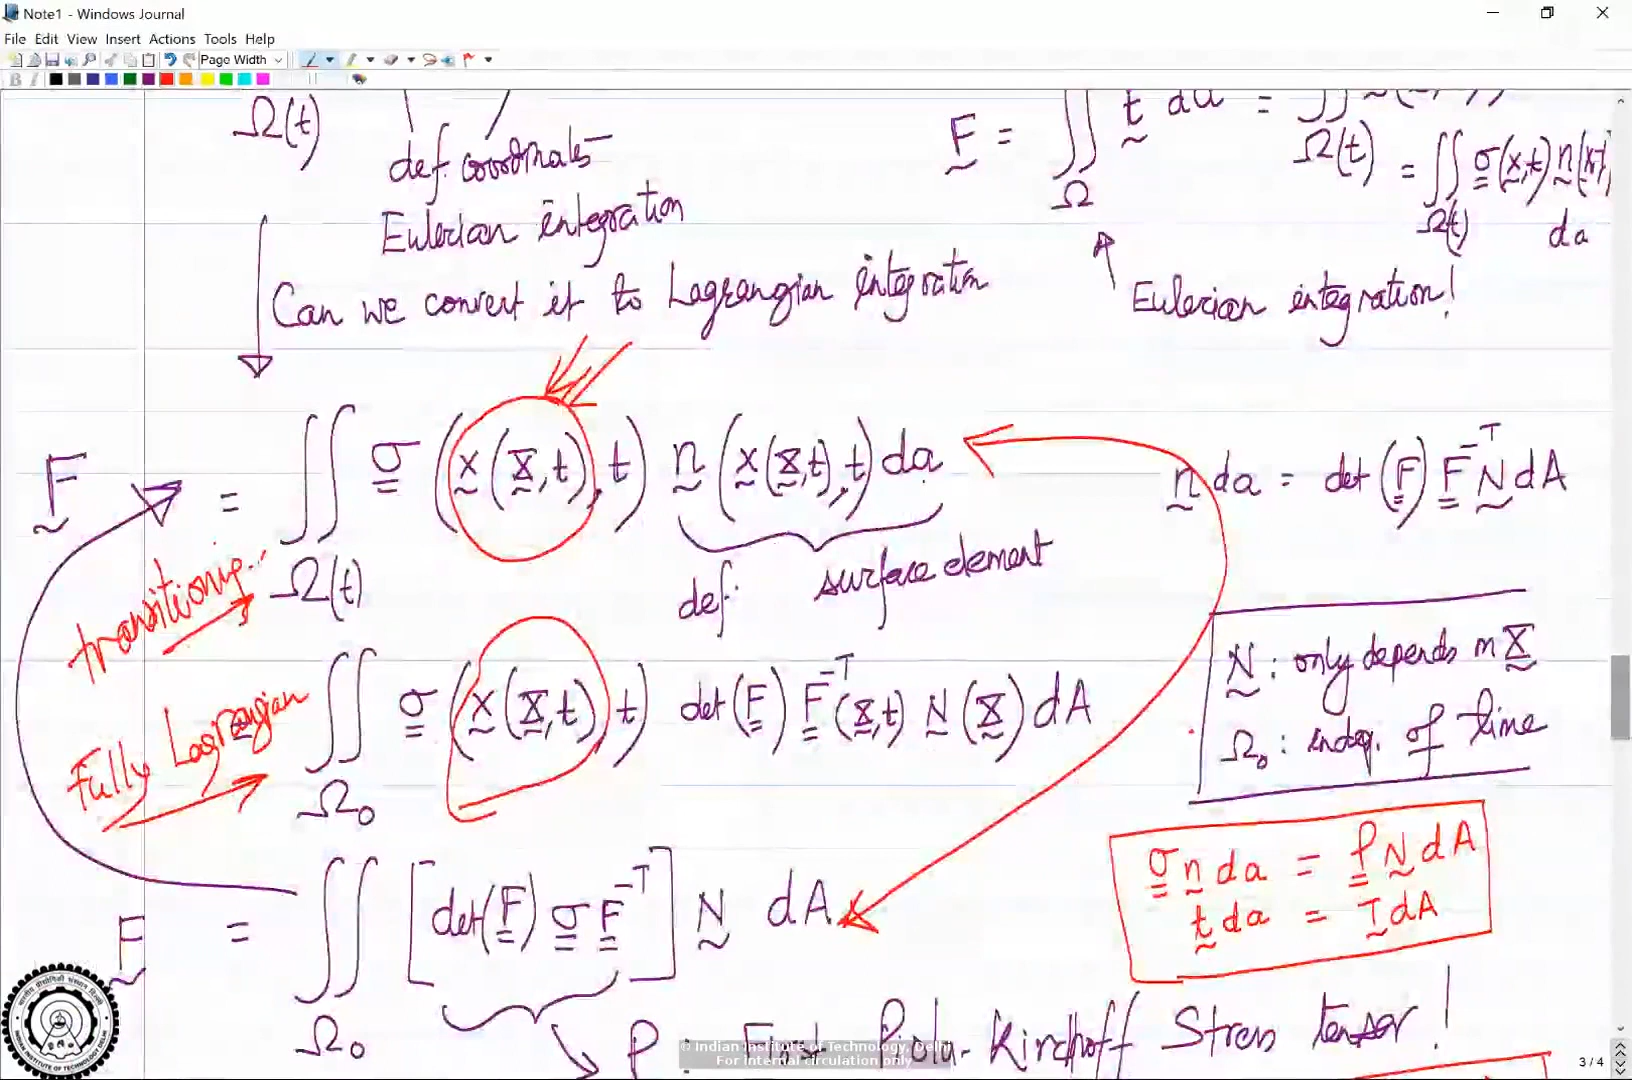 Note1 - Windows Journal
File Edit View Insert Actions Tools Help
Page Width
B I
Ω(t)
def. coordinates
Eulerian integration
F = ∬ t da =
Ω
Ω(t)
= ∬ σ(x,t) n(x,t)
Ω(t)
da
Eulerian integration!
Can we convert it to Lagrangian integration
F = ∬ σ (x(X,t),t) n (x(X,t),t) da
Ω(t)
def. surface element
n da = det (F) F^-T N dA
transitioning
Fully Lagrangian
= ∬ σ (x(X,t),t) det(F) F^-T(X,t) N(X) dA
Ω₀
N : only depends on X
Ω₀ : indep. of time
σ n da = P N dA
t da = T dA
F = ∬ [det(F) σ F^-T] N dA
Ω₀
P : First Piola-Kirchhoff Stress tensor!
© Indian Institute of Technology, Delhi
For internal circulation only
3 / 4